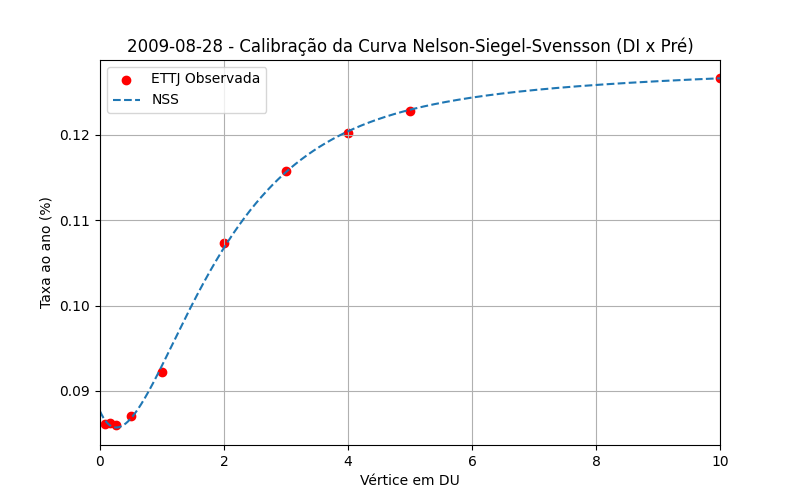 2009-08-28 - Calibração da Curva Nelson-Siegel-Svensson (DI x Pré)
ETTJ Observada
NSS
Taxa ao ano (%)
0.12
0.11
0.10
0.09
0 2 4 6 8 10
Vértice em DU